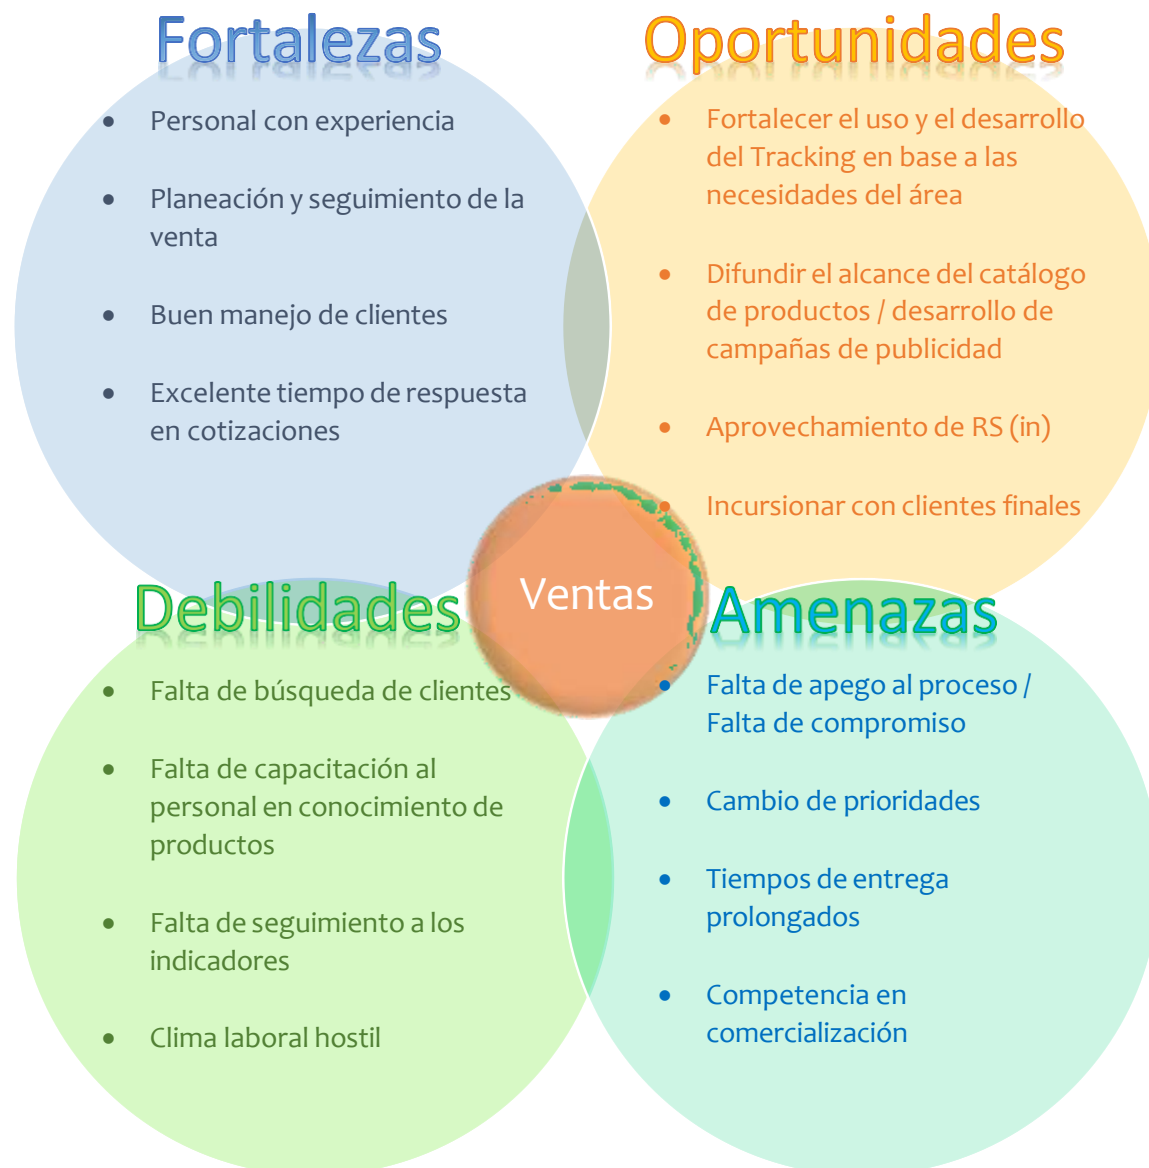 Fortalezas
• Personal con experiencia
• Planeación y seguimiento de la
venta
• Buen manejo de clientes
• Excelente tiempo de respuesta
en cotizaciones
Oportunidades
• Fortalecer el uso y el desarrollo
del Tracking en base a las
necesidades del área
• Difundir el alcance del catálogo
de productos / desarrollo de
campañas de publicidad
• Aprovechamiento de RS (in)
• Incursionar con clientes finales
Ventas
Debilidades
• Falta de búsqueda de clientes
• Falta de capacitación al
personal en conocimiento de
productos
• Falta de seguimiento a los
indicadores
• Clima laboral hostil
Amenazas
• Falta de apego al proceso /
Falta de compromiso
• Cambio de prioridades
• Tiempos de entrega
prolongados
• Competencia en
comercialización